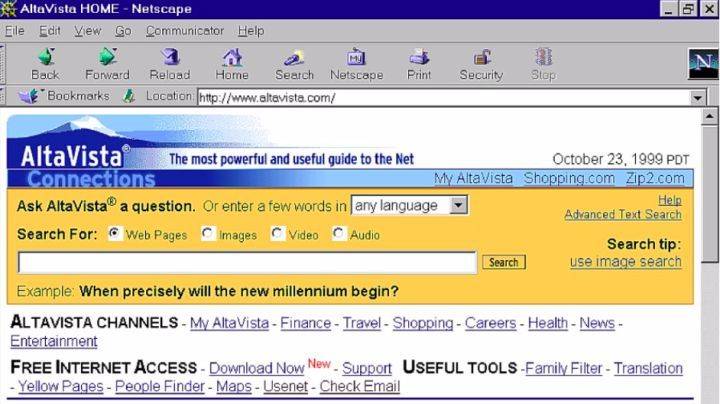 AltaVista HOME - Netscape
File Edit View Go Communicator Help
Back Forward Reload Home Search Netscape Print Security Stop
Bookmarks Location: http://www.altavista.com/
AltaVista® The most powerful and useful guide to the Net October 23, 1999 PDT
Connections My AltaVista Shopping.com Zip2.com
Ask AltaVista® a question. Or enter a few words in any language Help
Advanced Text Search
Search For: Web Pages Images Video Audio Search tip:
Search use image search
Example: When precisely will the new millennium begin?
ALTAVISTA CHANNELS - My AltaVista - Finance - Travel - Shopping - Careers - Health - News -
Entertainment
FREE INTERNET ACCESS - Download Now New - Support USEFUL TOOLS - Family Filter - Translation
- Yellow Pages - People Finder - Maps - Usenet - Check Email